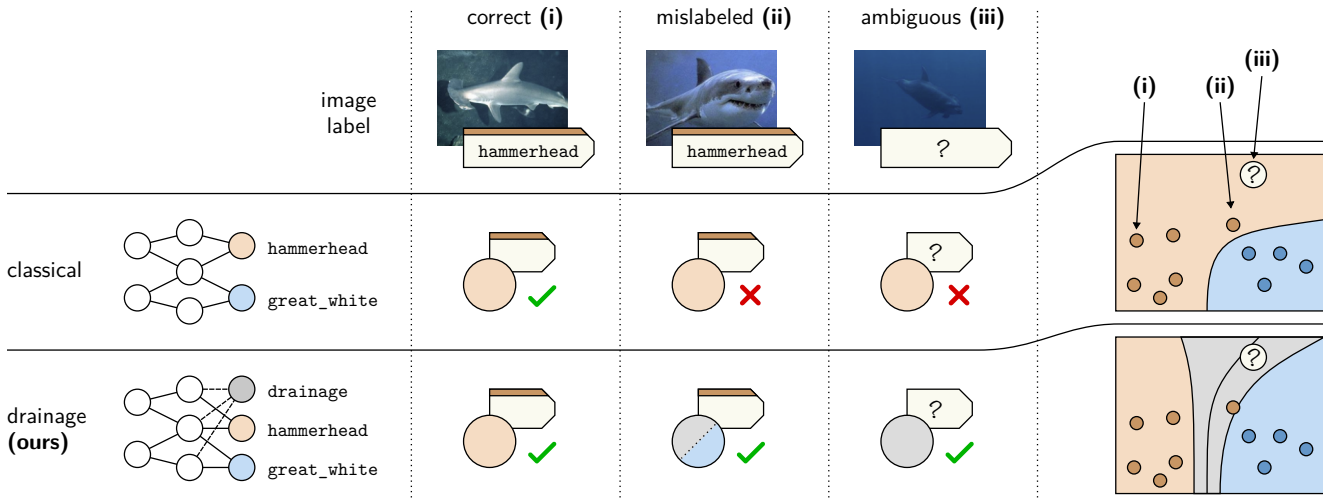 correct (i)
mislabeled (ii)
ambiguous (iii)
(iii)
(i)
(ii)
image
label
hammerhead
hammerhead
?
?
classical
hammerhead
great_white
?
drainage
(ours)
drainage
hammerhead
great_white
?
?